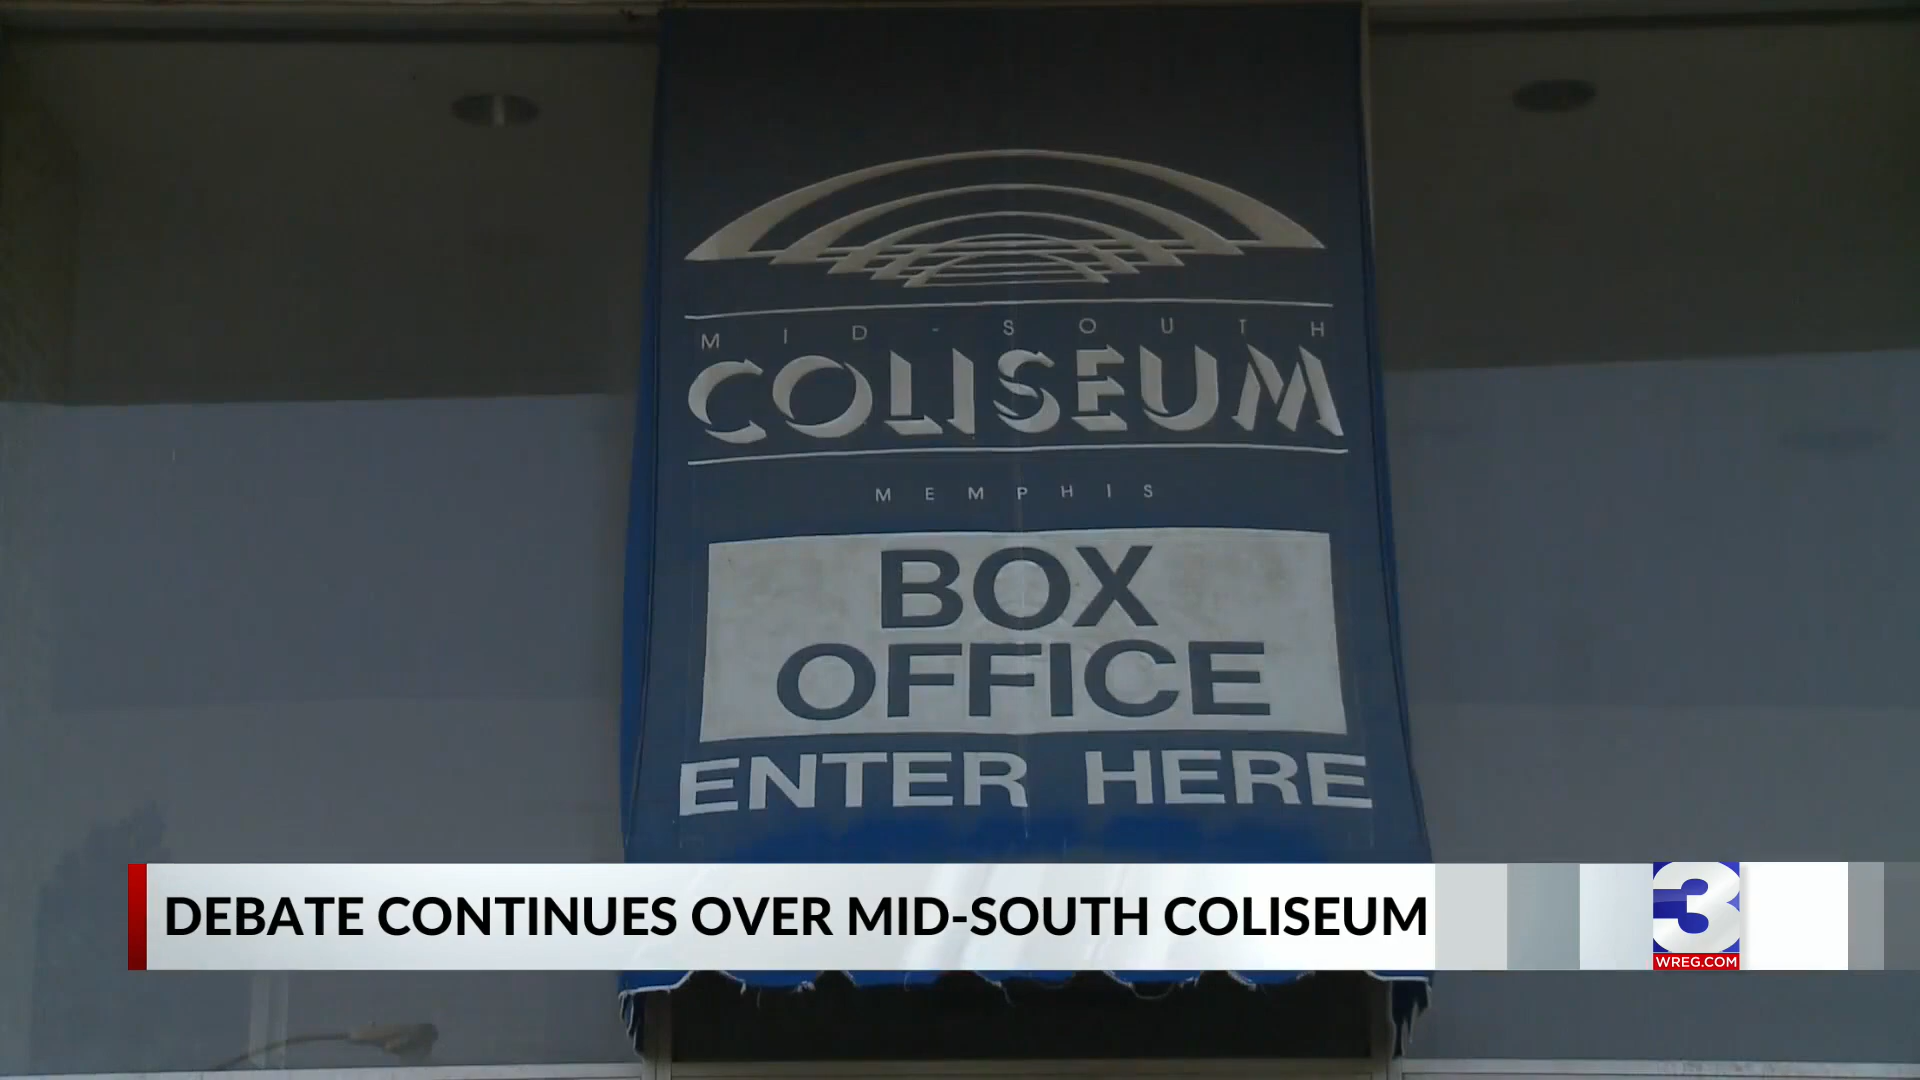 MID-SOUTH
COLISEUM
MEMPHIS
BOX
OFFICE
ENTER HERE
DEBATE CONTINUES OVER MID-SOUTH COLISEUM
3
WREG.COM